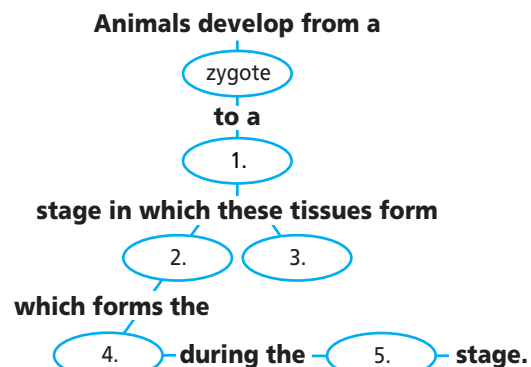 Animals develop from a
zygote
to a
1.
stage in which these tissues form
2. 3.
which forms the
4. during the 5. stage.